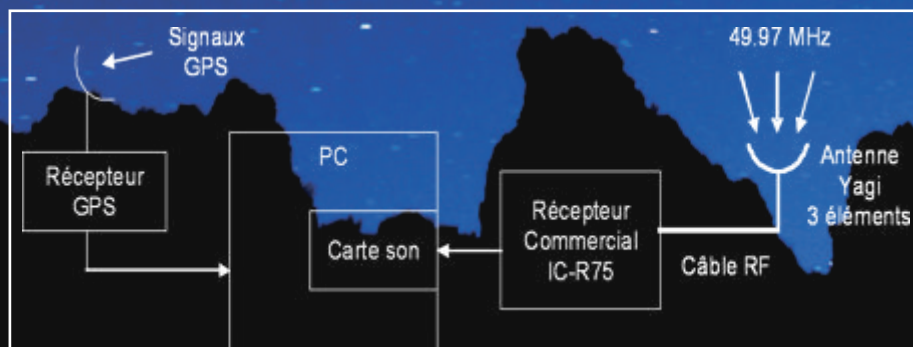 Signaux
GPS
49.97 MHz
PC
Antenne
Yagi
3 éléments
Récepteur
GPS
Récepteur
Commercial
IC-R75
Carte son
Câble RF